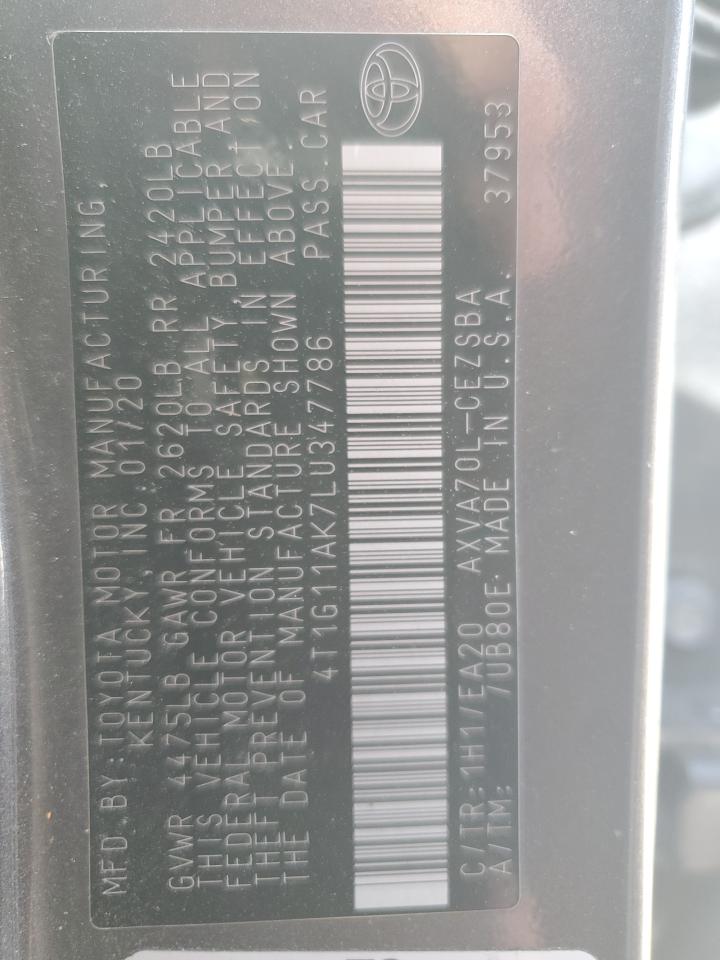 MFD.BY:TOYOTA MOTOR MANUFACTURING,
KENTUCKY, INC 01/20
GVWR 4475LB GAWR FR 2620LB RR 2420LB
THIS VEHICLE CONFORMS TO ALL APPLICABLE
FEDERAL MOTOR VEHICLE SAFETY, BUMPER AND
THEFT PREVENTION STANDARDS IN EFFECT ON
THE DATE OF MANUFACTURE SHOWN ABOVE.
4T1G11AK7LU347786 PASS.CAR
C/TR:1H1/EA20 AXVA70L-CEZSBA
A/TM: /UB80E MADE IN U.S.A. 37953